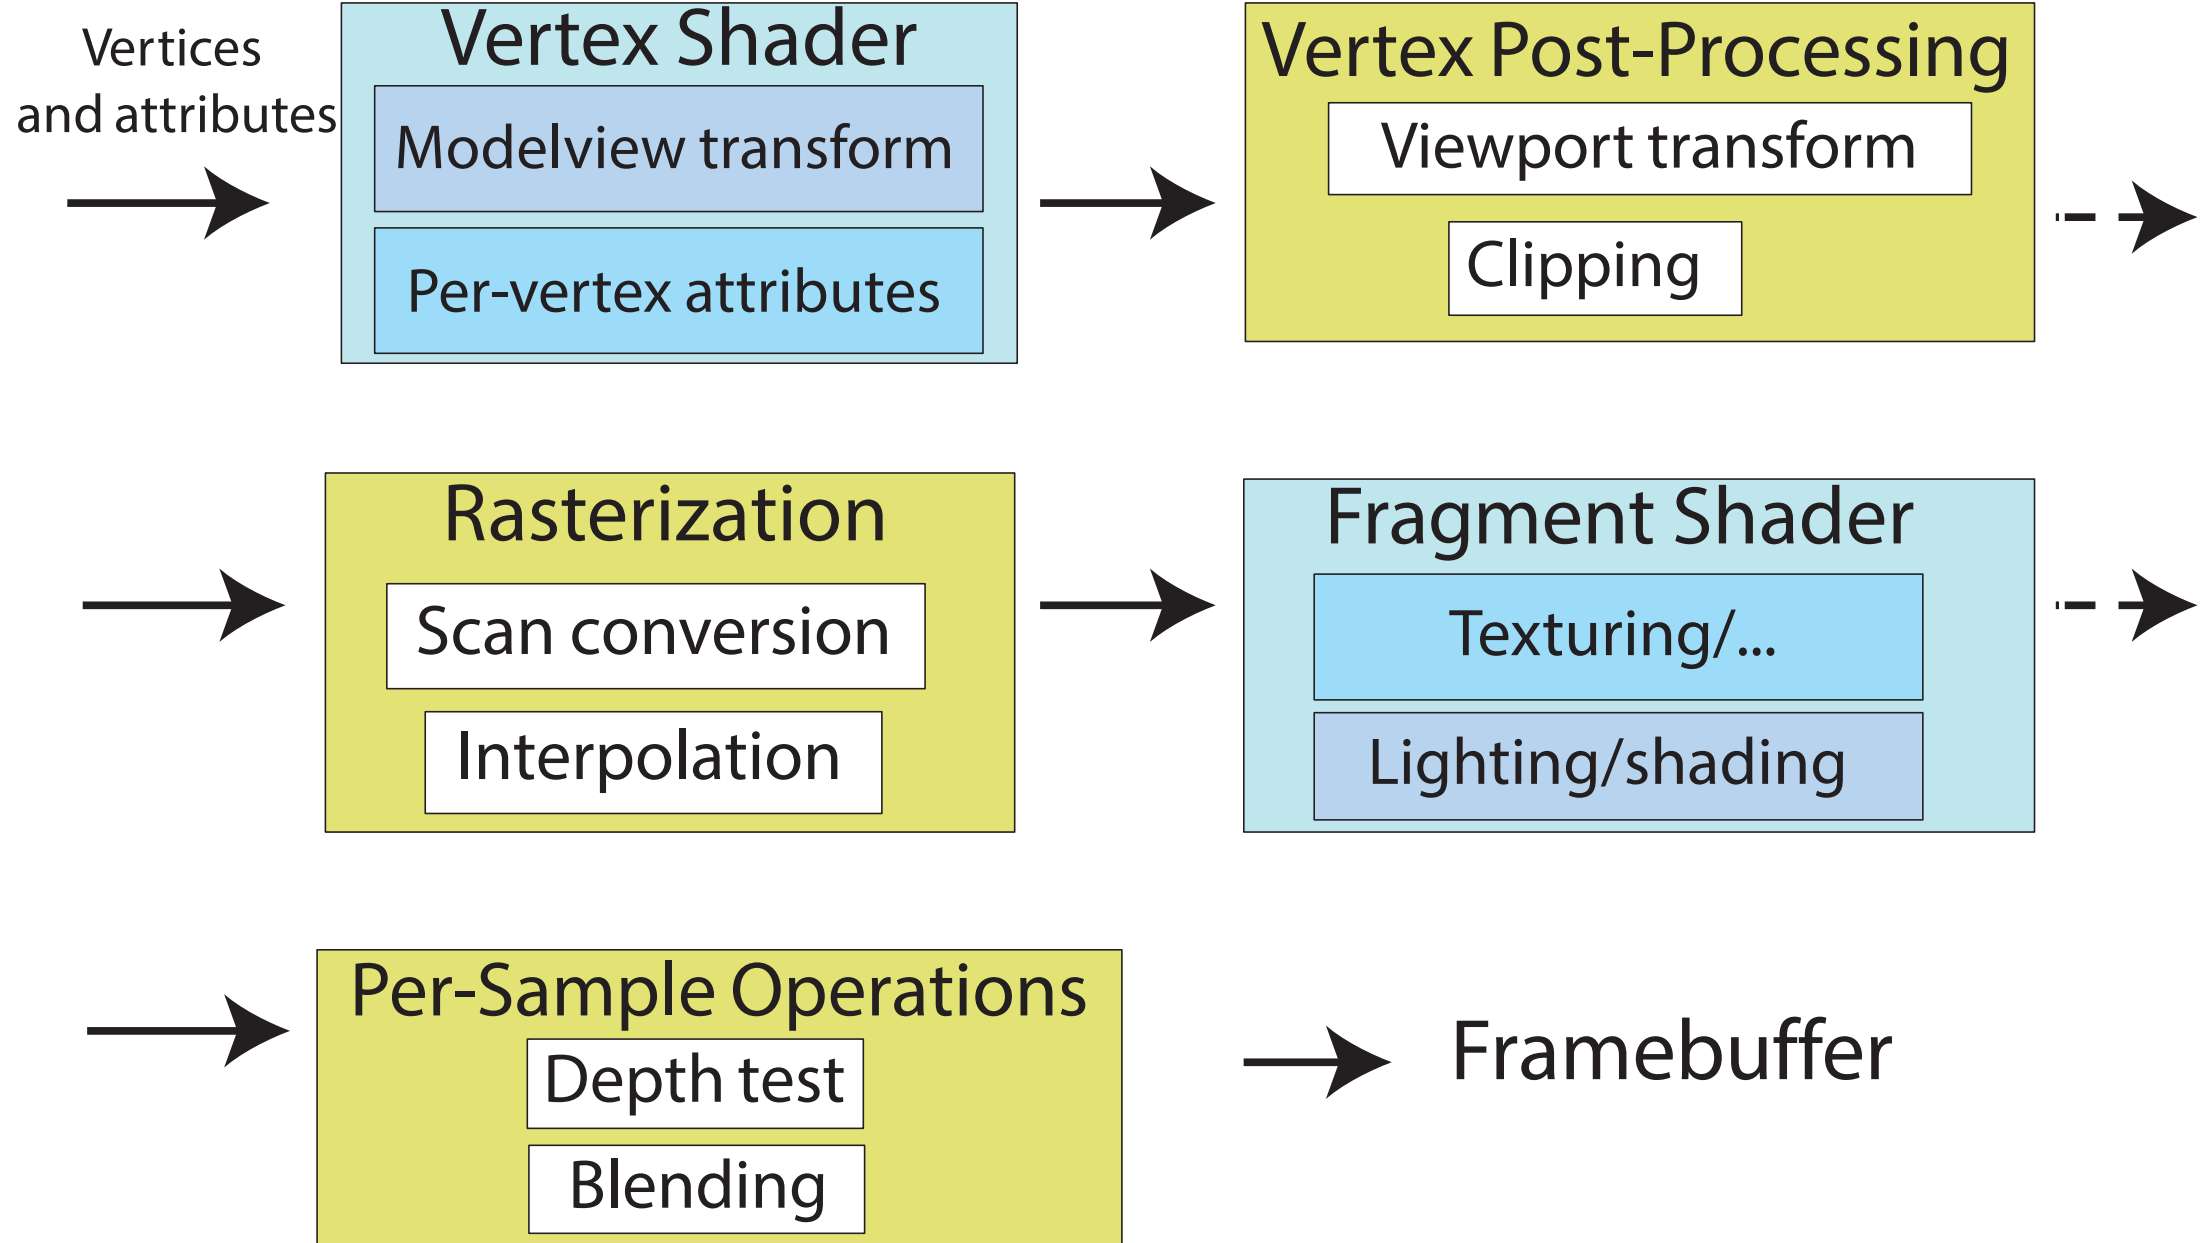 Vertices
and attributes
Vertex Shader
Modelview transform
Per-vertex attributes
Vertex Post-Processing
Viewport transform
Clipping
Rasterization
Scan conversion
Interpolation
Fragment Shader
Texturing/...
Lighting/shading
Per-Sample Operations
Depth test
Blending
Framebuffer